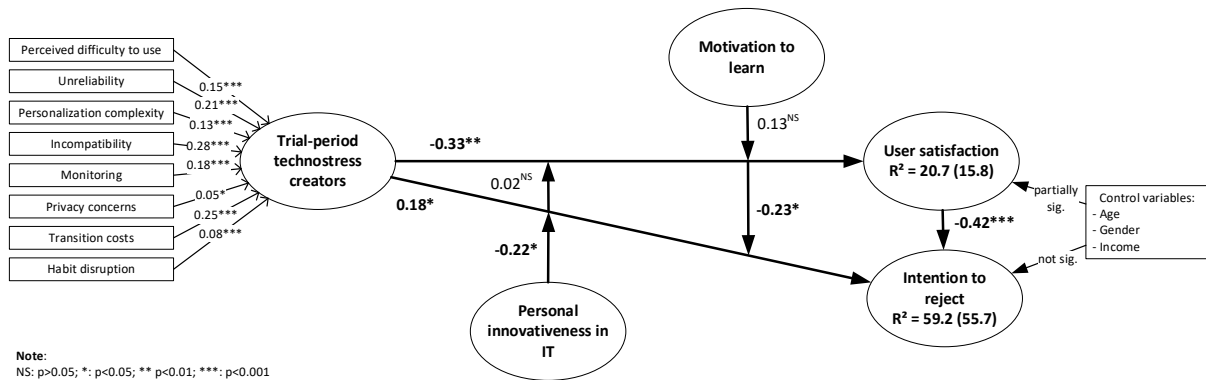 Perceived difficulty to use
Unreliability
Personalization complexity
Incompatibility
Monitoring
Privacy concerns
Transition costs
Habit disruption
0.15***
0.21***
0.13***
0.28***
0.18***
0.05*
0.25***
0.08***
Trial-period
technostress
creators
-0.33**
0.18*
0.02NS
-0.22*
Personal
innovativeness in
IT
Motivation to
learn
0.13NS
-0.23*
User satisfaction
R² = 20.7 (15.8)
-0.42***
Intention to
reject
R² = 59.2 (55.7)
partially
sig.
not sig.
Control variables:
- Age
- Gender
- Income
Note:
NS: p>0.05; *: p<0.05; ** p<0.01; ***: p<0.001